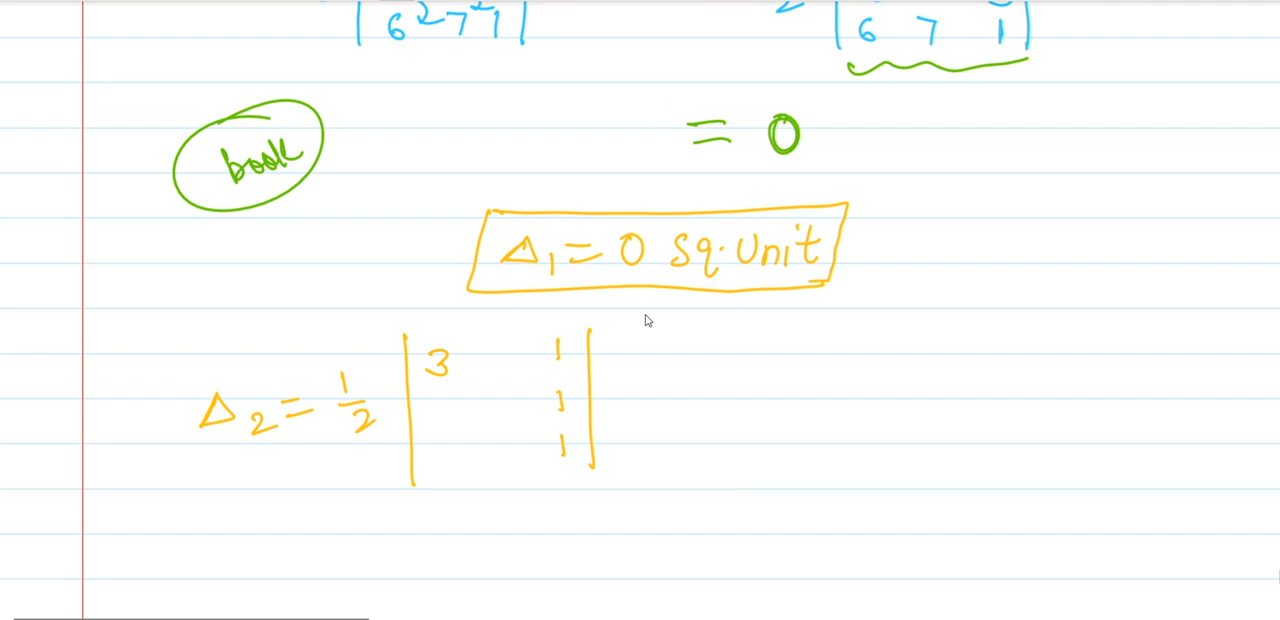 | 6 7 1 |
| 6 7 1 |
book
= 0
Δ₁ = 0 Sq. Unit
Δ₂ = 1/2 | 3 1
1
1 |